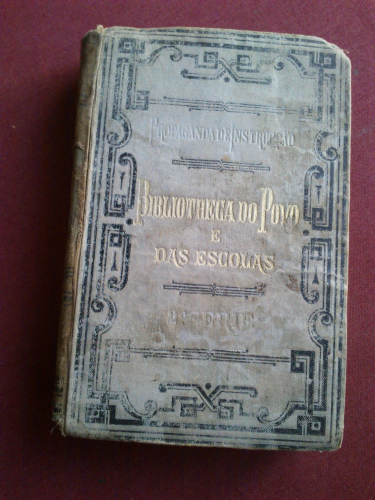 PROPAGANDA DE INSTRUCÇÃO
BIBLIOTHECA DO POVO
E
DAS ESCOLAS
SERIE